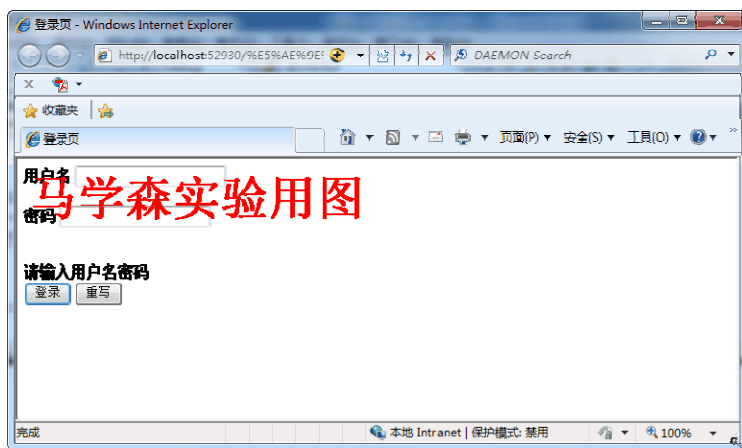 登录页 - Windows Internet Explorer
http://localhost:52930/%E5%AE%9E%
DAEMON Search
x
收藏夹
登录页
页面(P) 安全(S) 工具(O) »
用户名
马学森实验用图
密码
请输入用户名密码
登录 重写
完成 本地 Intranet | 保护模式: 禁用 100%